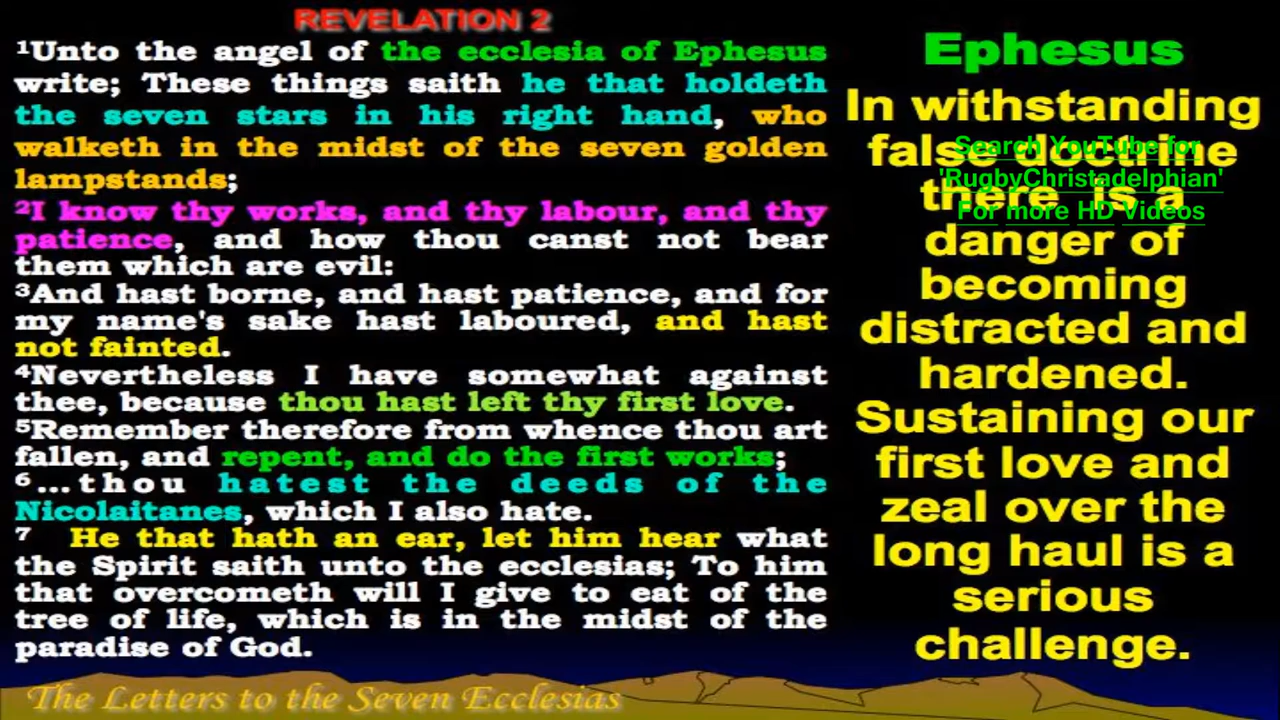 REVELATION 2
¹Unto the angel of the ecclesia of Ephesus
write; These things saith he that holdeth
the seven stars in his right hand, who
walketh in the midst of the seven golden
lampstands;
²I know thy works, and thy labour, and thy
patience, and how thou canst not bear
them which are evil:
³And hast borne, and hast patience, and for
my name's sake hast laboured, and hast
not fainted.
⁴Nevertheless I have somewhat against
thee, because thou hast left thy first love.
⁵Remember therefore from whence thou art
fallen, and repent, and do the first works;
⁶...thou hatest the deeds of the
Nicolaitanes, which I also hate.
⁷ He that hath an ear, let him hear what
the Spirit saith unto the ecclesias; To him
that overcometh will I give to eat of the
tree of life, which is in the midst of the
paradise of God.
Ephesus
In withstanding
false doctrine
there is a
danger of
becoming
distracted and
hardened.
Sustaining our
first love and
zeal over the
long haul is a
serious
challenge.
Search YouTube for
'RugbyChristadelphian'
For more HD Videos
The Letters to the Seven Ecclesias